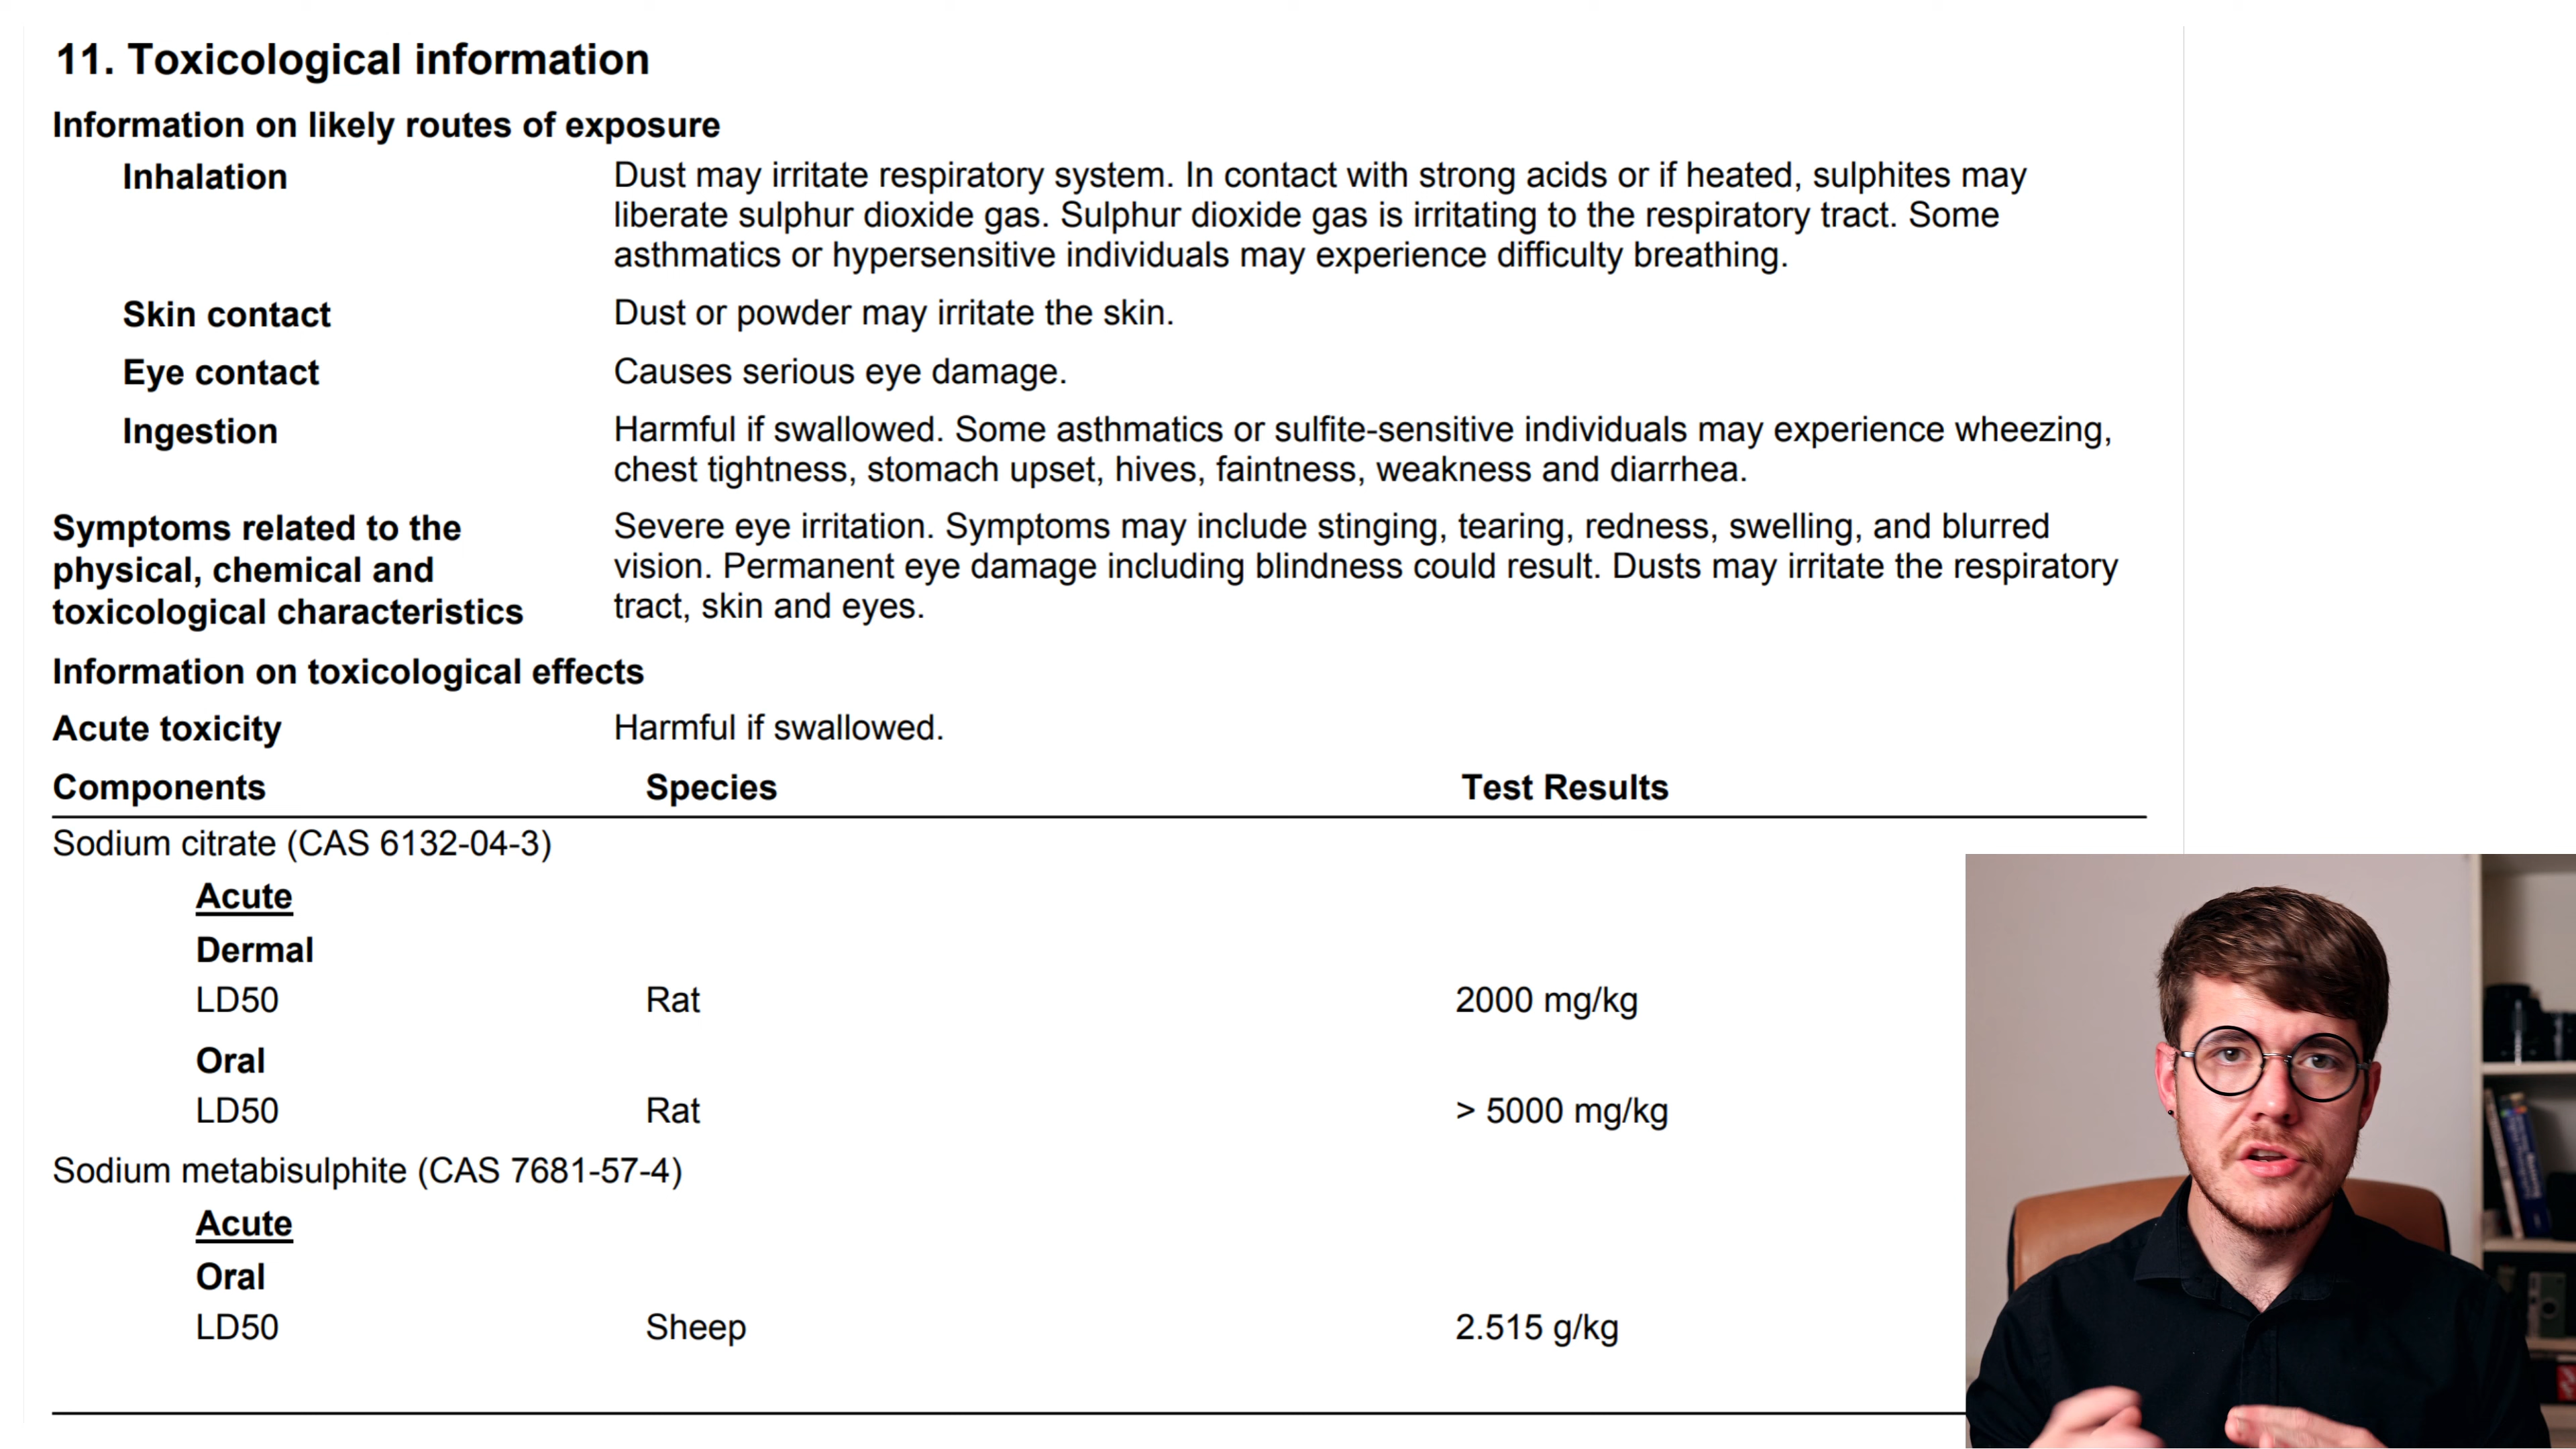 11. Toxicological information
Information on likely routes of exposure
Inhalation
Dust may irritate respiratory system. In contact with strong acids or if heated, sulphites may
liberate sulphur dioxide gas. Sulphur dioxide gas is irritating to the respiratory tract. Some
asthmatics or hypersensitive individuals may experience difficulty breathing.
Skin contact
Dust or powder may irritate the skin.
Eye contact
Causes serious eye damage.
Ingestion
Harmful if swallowed. Some asthmatics or sulfite-sensitive individuals may experience wheezing,
chest tightness, stomach upset, hives, faintness, weakness and diarrhea.
Symptoms related to the
physical, chemical and
toxicological characteristics
Severe eye irritation. Symptoms may include stinging, tearing, redness, swelling, and blurred
vision. Permanent eye damage including blindness could result. Dusts may irritate the respiratory
tract, skin and eyes.
Information on toxicological effects
Acute toxicity Harmful if swallowed.
Components Species Test Results
Sodium citrate (CAS 6132-04-3)
Acute
Dermal
LD50 Rat 2000 mg/kg
Oral
LD50 Rat > 5000 mg/kg
Sodium metabisulphite (CAS 7681-57-4)
Acute
Oral
LD50 Sheep 2.515 g/kg